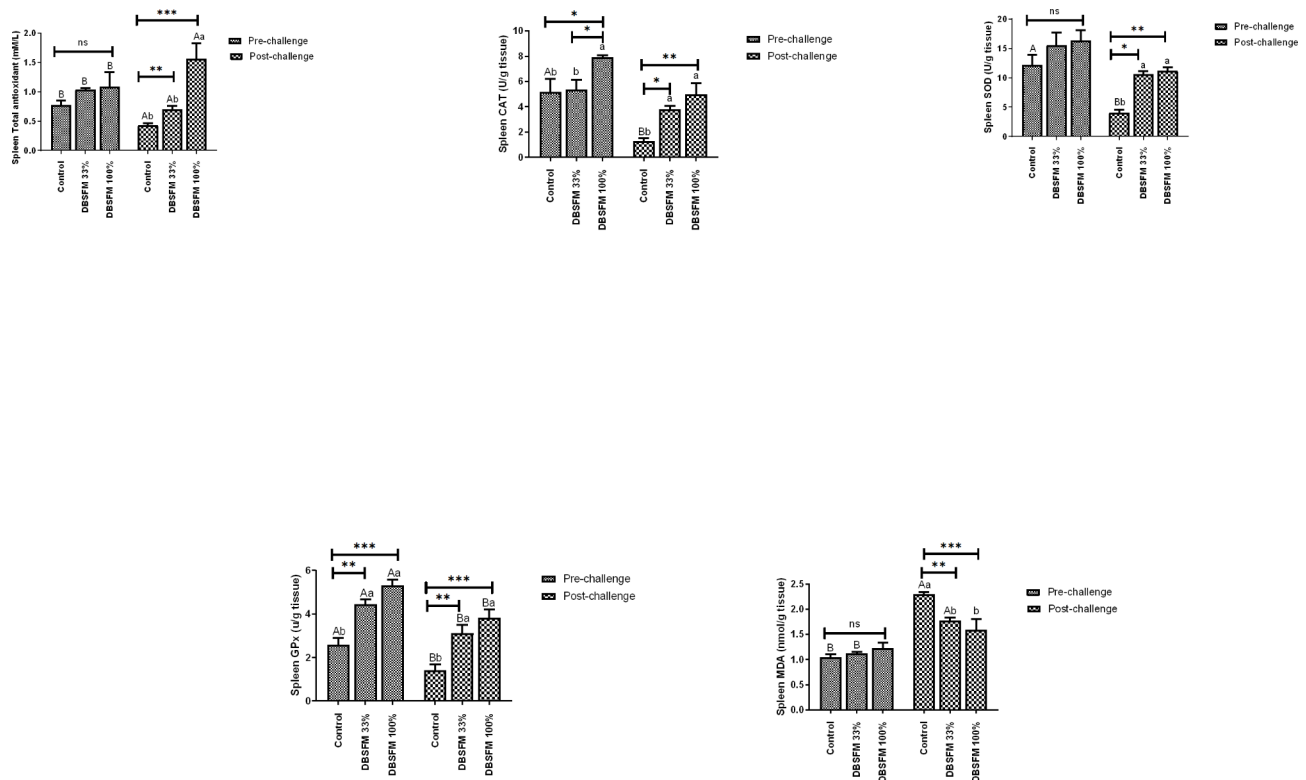 Spleen Total antioxidant (mM/L)
2.0
1.5
1.0
0.5
0.0
ns
***
**
B
B
B
Ab
Ab
Aa
Control
DBSFM 33%
DBSFM 100%
Control
DBSFM 33%
DBSFM 100%
Pre-challenge
Post-challenge
Spleen CAT (U/g tissue)
10
8
6
4
2
0
*
*
**
*
Ab
b
a
Bb
a
a
Control
DBSFM 33%
DBSFM 100%
Control
DBSFM 33%
DBSFM 100%
Pre-challenge
Post-challenge
Spleen SOD (U/g tissue)
20
15
10
5
0
ns
**
*
A
Bb
a
a
Control
DBSFM 33%
DBSFM 100%
Control
DBSFM 33%
DBSFM 100%
Pre-challenge
Post-challenge
Spleen GPx (u/g tissue)
6
4
2
0
***
**
***
**
Ab
Aa
Aa
Bb
Ba
Ba
Control
DBSFM 33%
DBSFM 100%
Control
DBSFM 33%
DBSFM 100%
Pre-challenge
Post-challenge
Spleen MDA (nmol/g tissue)
2.5
2.0
1.5
1.0
0.5
0.0
ns
***
**
B
B
Aa
Ab
b
Control
DBSFM 33%
DBSFM 100%
Control
DBSFM 33%
DBSFM 100%
Pre-challenge
Post-challenge